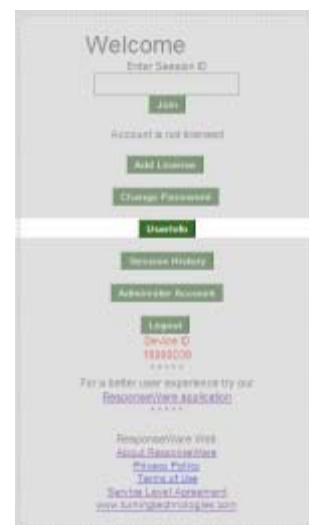 Welcome
Enter Session ID
Join
Account is not licensed
Add License
Change Password
UserInfo
Session History
Administer Account
Logout
Device ID
*****
For a better user experience try our
ResponseWare application
*****
ResponseWare Web
About ResponseWare
Privacy Policy
Terms of Use
Service Level Agreement
www.turningtechnologies.com